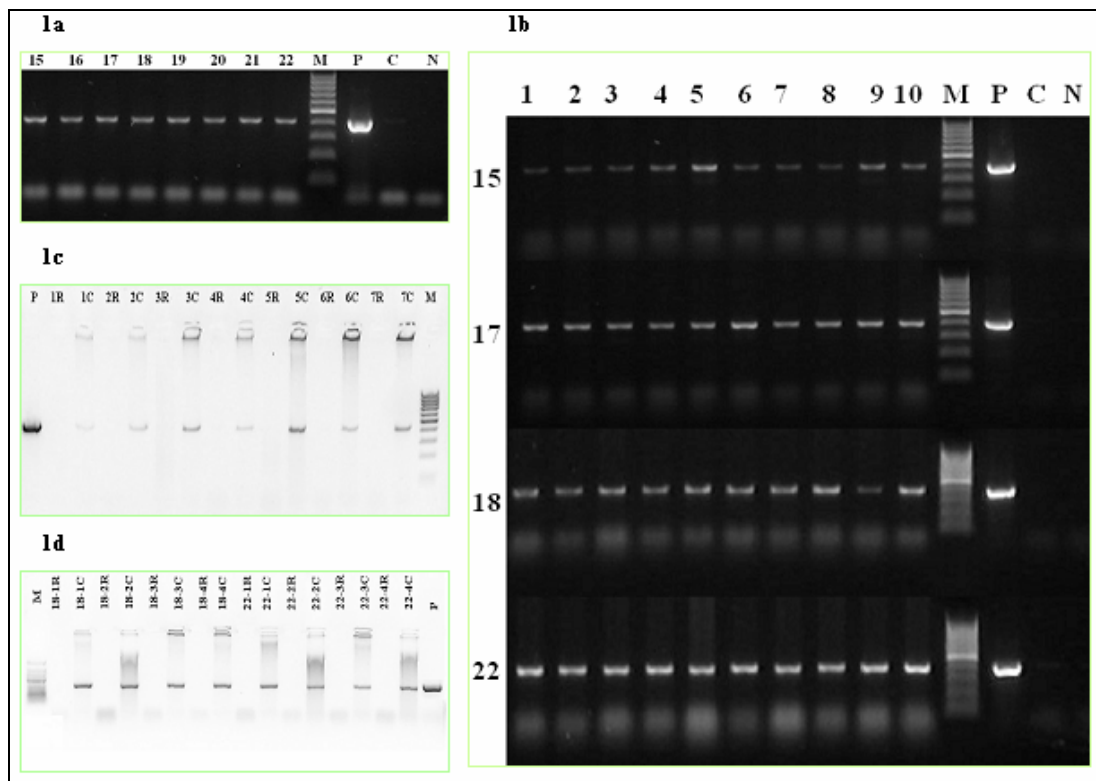 1a
15 16 17 18 19 20 21 22 M P C N
1b
1 2 3 4 5 6 7 8 9 10 M P C N
15
17
18
22
1c
P 1R 1C 2R 2C 3R 3C 4R 4C 5R 5C 6R 6C 7R 7C M
1d
M 18-1R 18-1C 18-2R 18-2C 18-3R 18-3C 18-4R 18-4C 22-1R 22-1C 22-2R 22-2C 22-3R 22-3C 22-4R 22-4C P